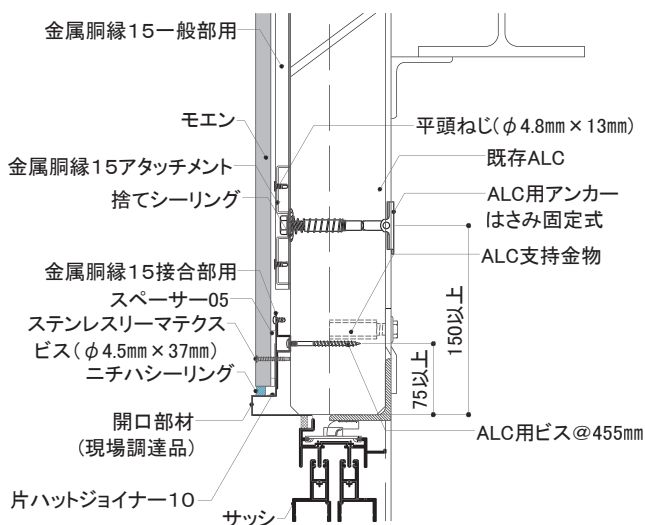 金属胴縁15一般部用
モエン
金属胴縁15アタッチメント
捨てシーリング
金属胴縁15接合部用
スペーサー05
ステンレスリーマテクス
ビス(φ4.5mm×37mm)
ニチハシーリング
開口部材
(現場調達品)
片ハットジョイナー10
サッシ
平頭ねじ(φ4.8mm×13mm)
既存ALC
ALC用アンカー
はさみ固定式
ALC支持金物
150以上
75以上
ALC用ビス@455mm